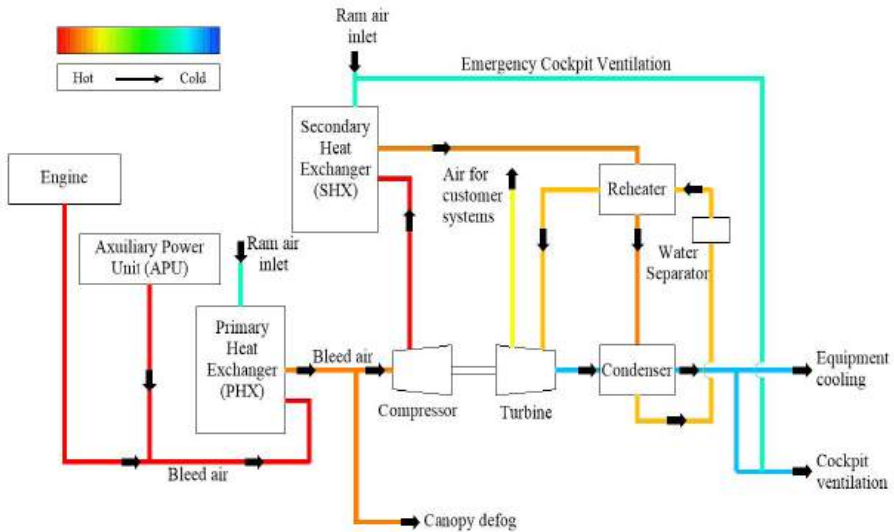 Ram air
inlet
Emergency Cockpit Ventilation
Hot
Cold
Secondary
Heat
Exchanger
(SHX)
Engine
Air for
customer
systems
Reheater
Axuiliary Power
Unit (APU)
Ram air
inlet
Water
Separator
Primary
Heat
Exchanger
(PHX)
Bleed air
Condenser
Equipment
cooling
Compressor
Turbine
Bleed air
Cockpit
ventilation
Canopy defog